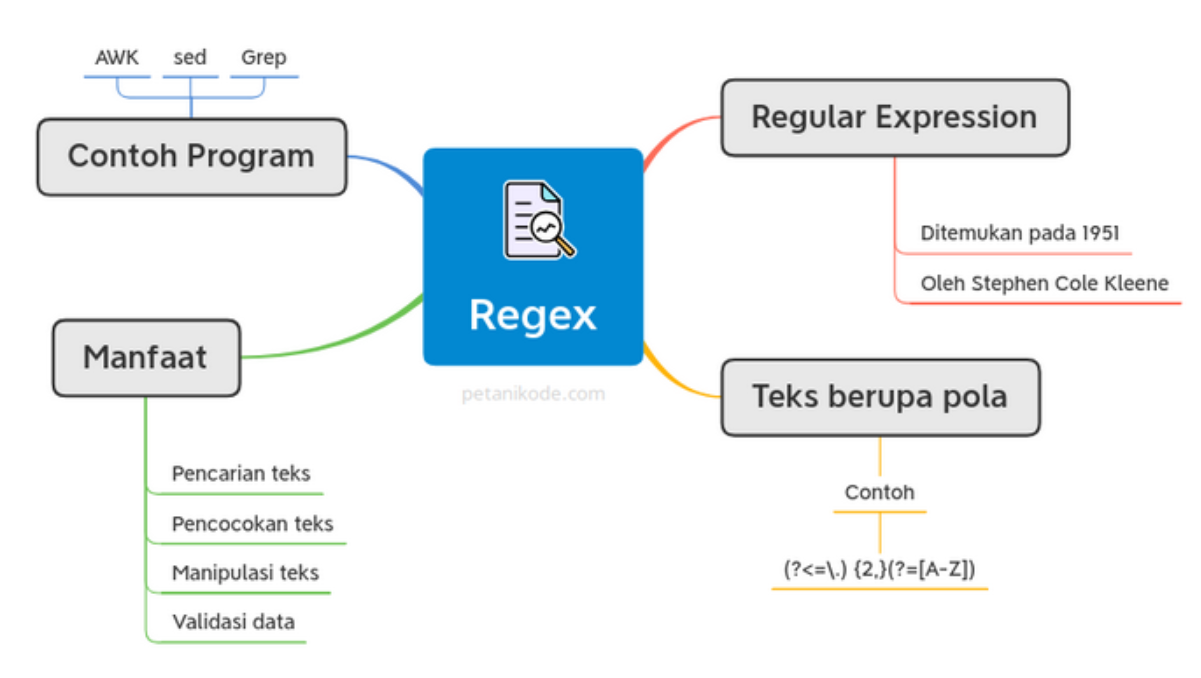 AWK
sed
Grep
Contoh Program
Regular Expression
Ditemukan pada 1951
Oleh Stephen Cole Kleene
Regex
petanikode.com
Manfaat
Pencarian teks
Pencocokan teks
Manipulasi teks
Validasi data
Teks berupa pola
Contoh
(?<=\.) {2,}(?=[A-Z])